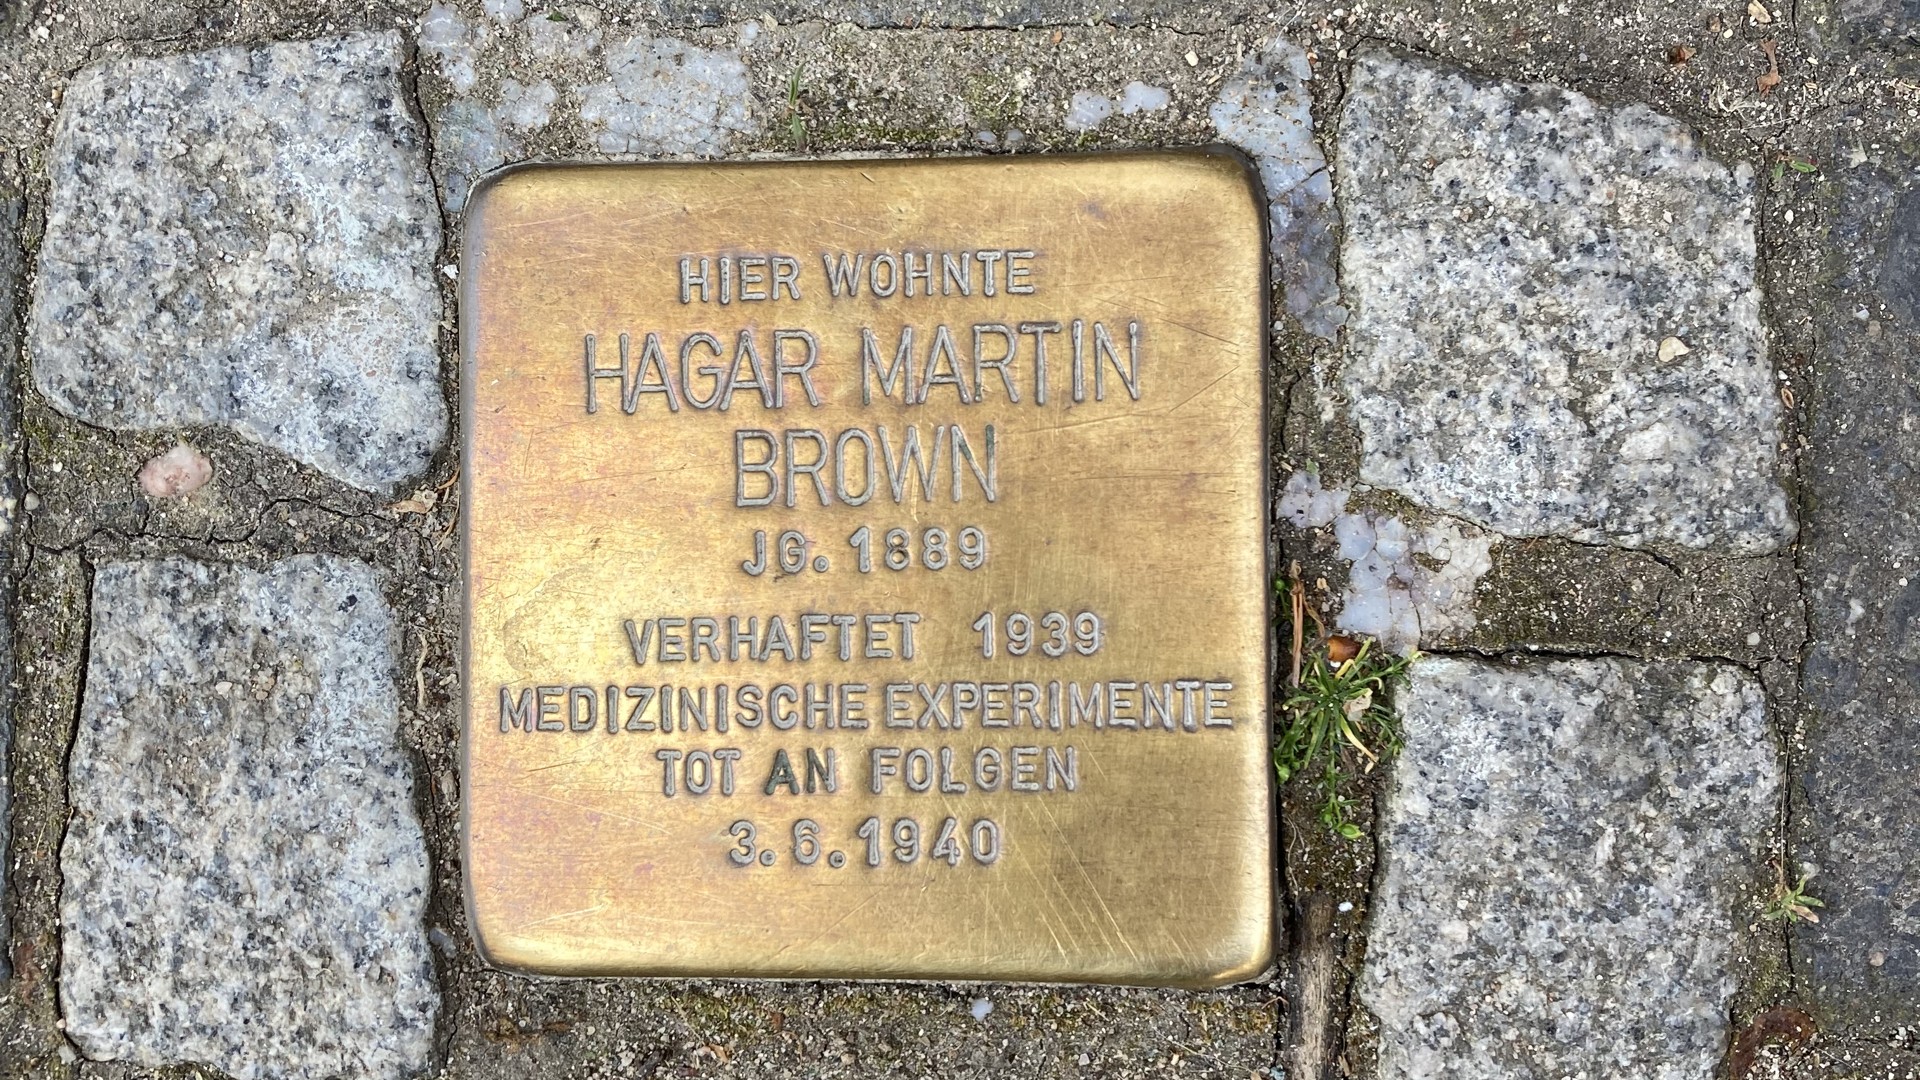 HIER WOHNTE
HAGAR MARTIN
BROWN
JG. 1889
VERHAFTET 1939
MEDIZINISCHE EXPERIMENTE
TOT AN FOLGEN
3.6.1940